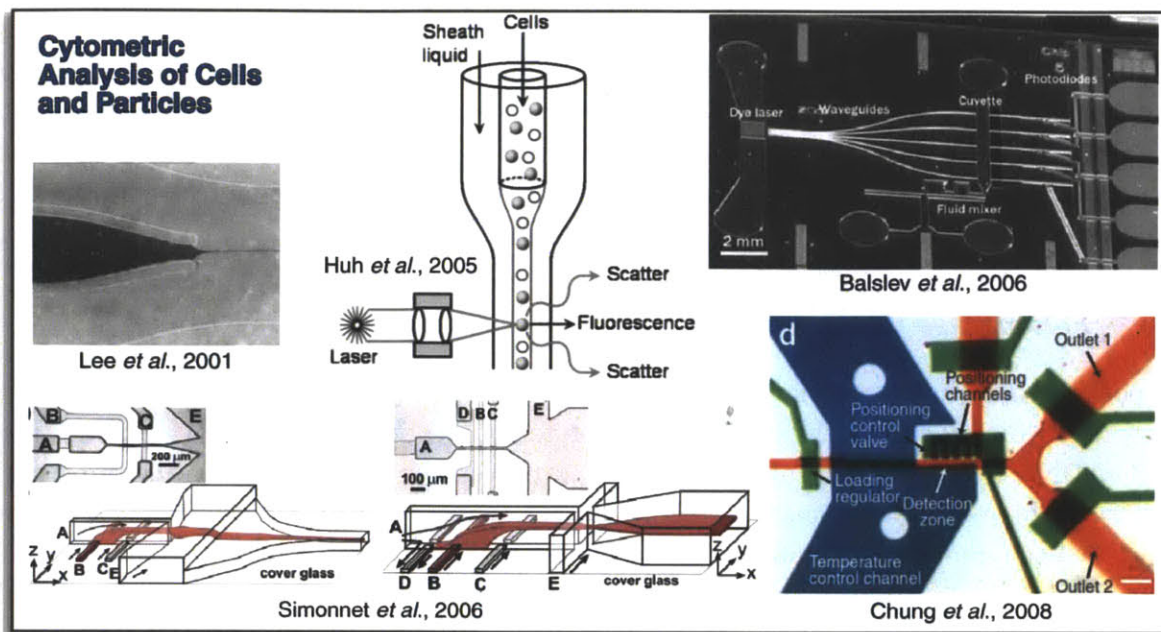 Cytometric
Analysis of Cells
and Particles
Lee et al., 2001
Sheath
liquid
Cells
Huh et al., 2005
Laser
Scatter
Fluorescence
Scatter
Dye laser
Waveguides
Cuvette
Photodiodes
Fluid mixer
2 mm
Balslev et al., 2006
B
C
E
A
200 µm
A
B
C
E
z
y
x
cover glass
D
B
C
E
A
100 µm
A
D
B
C
E
cover glass
z
y
x
Simonnet et al., 2006
d
Outlet 1
Positioning
channels
Positioning
control
valve
Loading
regulator
Detection
zone
Temperature
control channel
Outlet 2
Chung et al., 2008